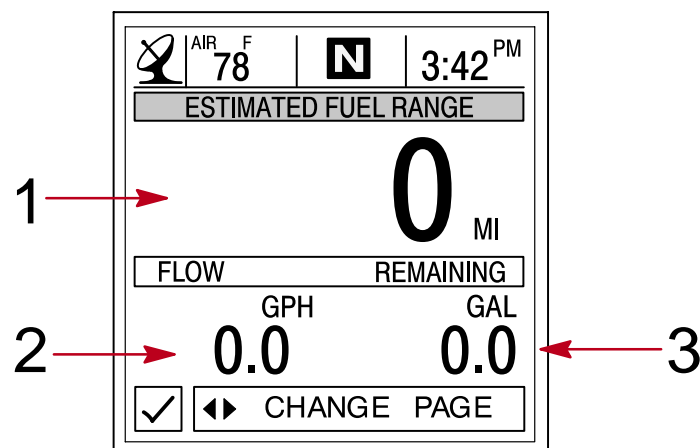 AIR 78 F N 3:42 PM
ESTIMATED FUEL RANGE
1 0 MI
FLOW REMAINING
GPH GAL
2 0.0 0.0 3
CHANGE PAGE